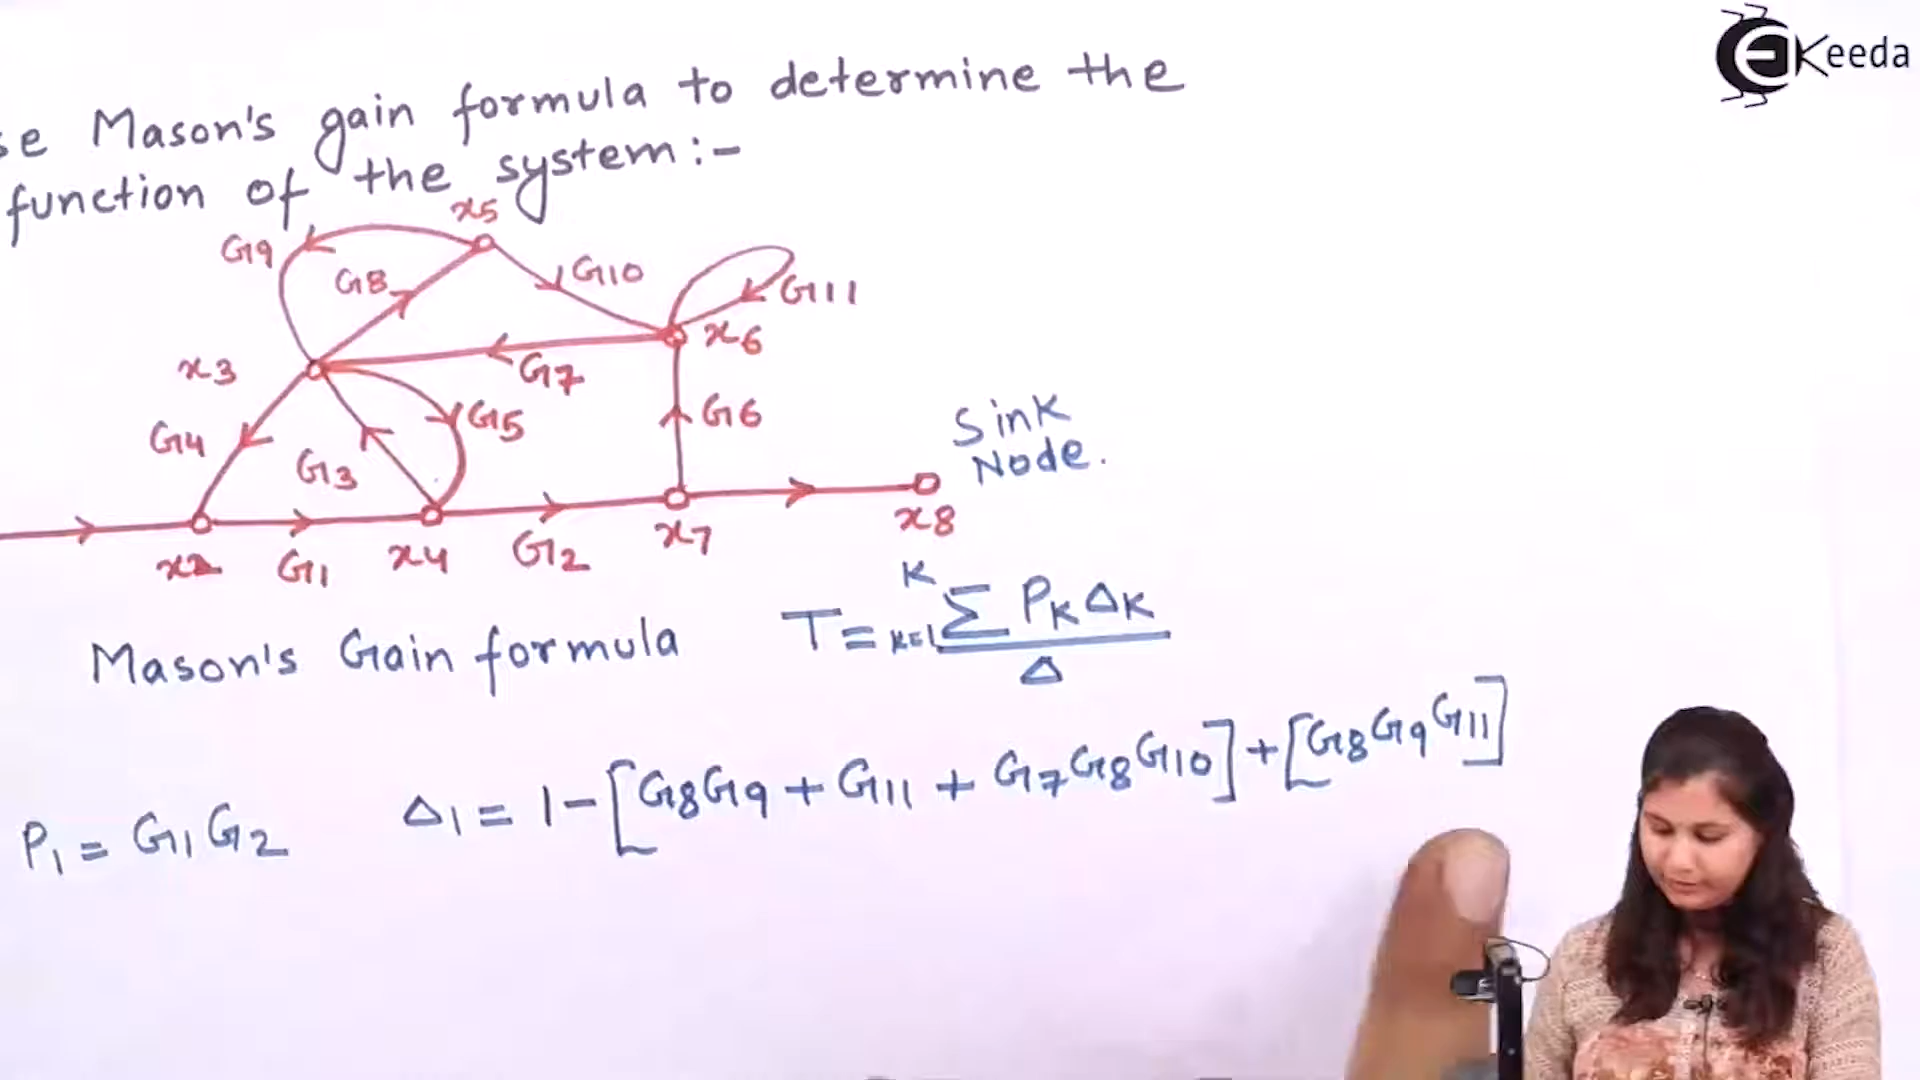 EKeeda
se Mason's gain formula to determine the
function of the system:-
x5
G9
G8
G10
G11
x6
x3
G7
G4
G5
G6
G3
Sink
Node.
x2
G1
x4
G2
x7
x8
Mason's Gain formula T = K Σ k=1 PK ΔK / Δ
P1 = G1G2 Δ1 = 1-[G8G9 + G11 + G7G8G10]+[G8G9G11]